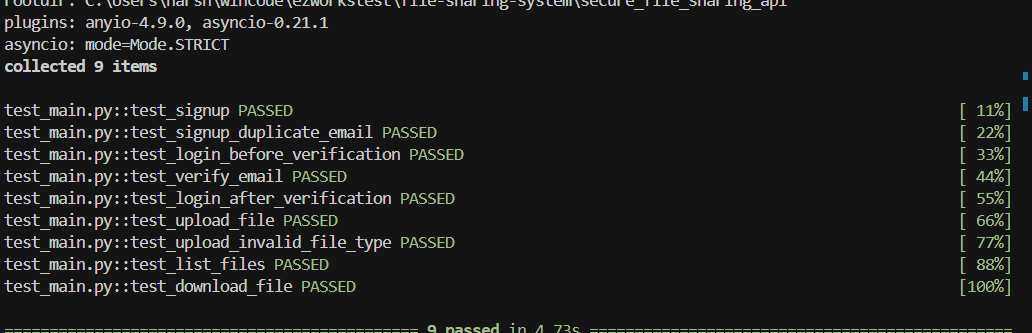 rootdir: C:\Users\harsh\wincode\ezworkstest\file-sharing-system\secure_file_sharing_api
plugins: anyio-4.9.0, asyncio-0.21.1
asyncio: mode=Mode.STRICT
collected 9 items
test_main.py::test_signup PASSED [ 11%]
test_main.py::test_signup_duplicate_email PASSED [ 22%]
test_main.py::test_login_before_verification PASSED [ 33%]
test_main.py::test_verify_email PASSED [ 44%]
test_main.py::test_login_after_verification PASSED [ 55%]
test_main.py::test_upload_file PASSED [ 66%]
test_main.py::test_upload_invalid_file_type PASSED [ 77%]
test_main.py::test_list_files PASSED [ 88%]
test_main.py::test_download_file PASSED [100%]
========================================== 9 passed in 4.73s ===========================================